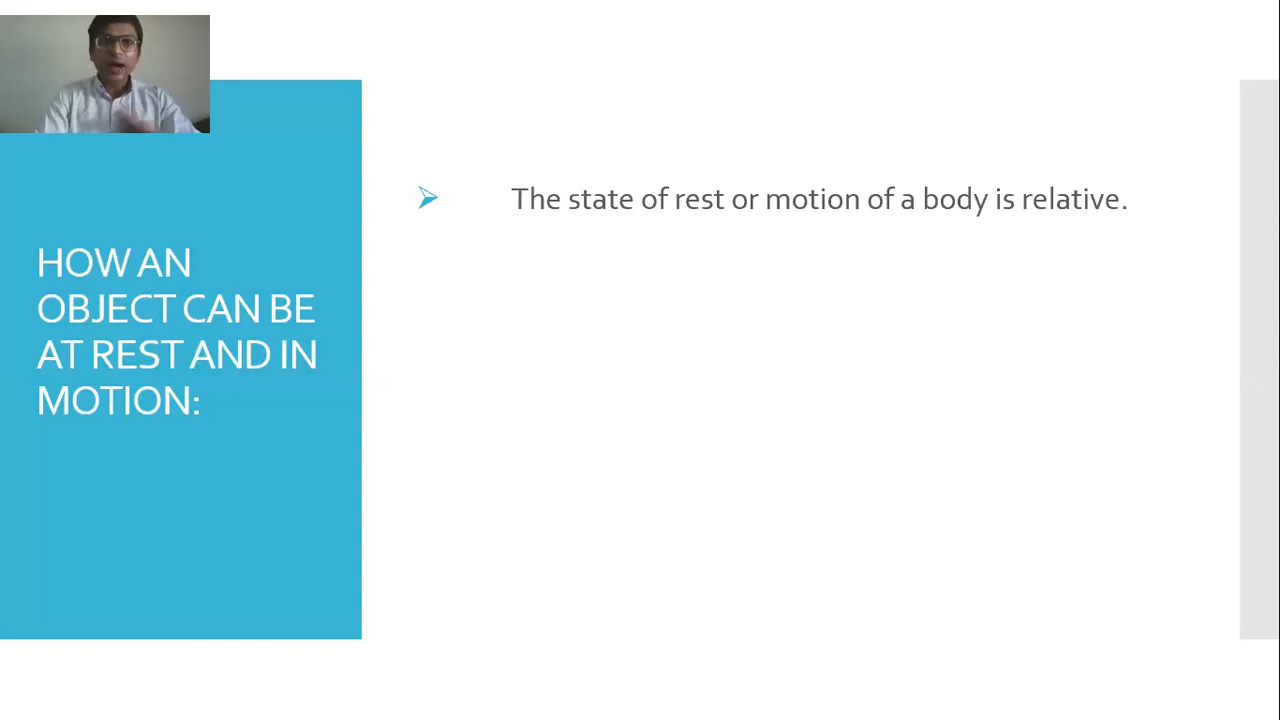 HOW AN
OBJECT CAN BE
AT REST AND IN
MOTION:
The state of rest or motion of a body is relative.